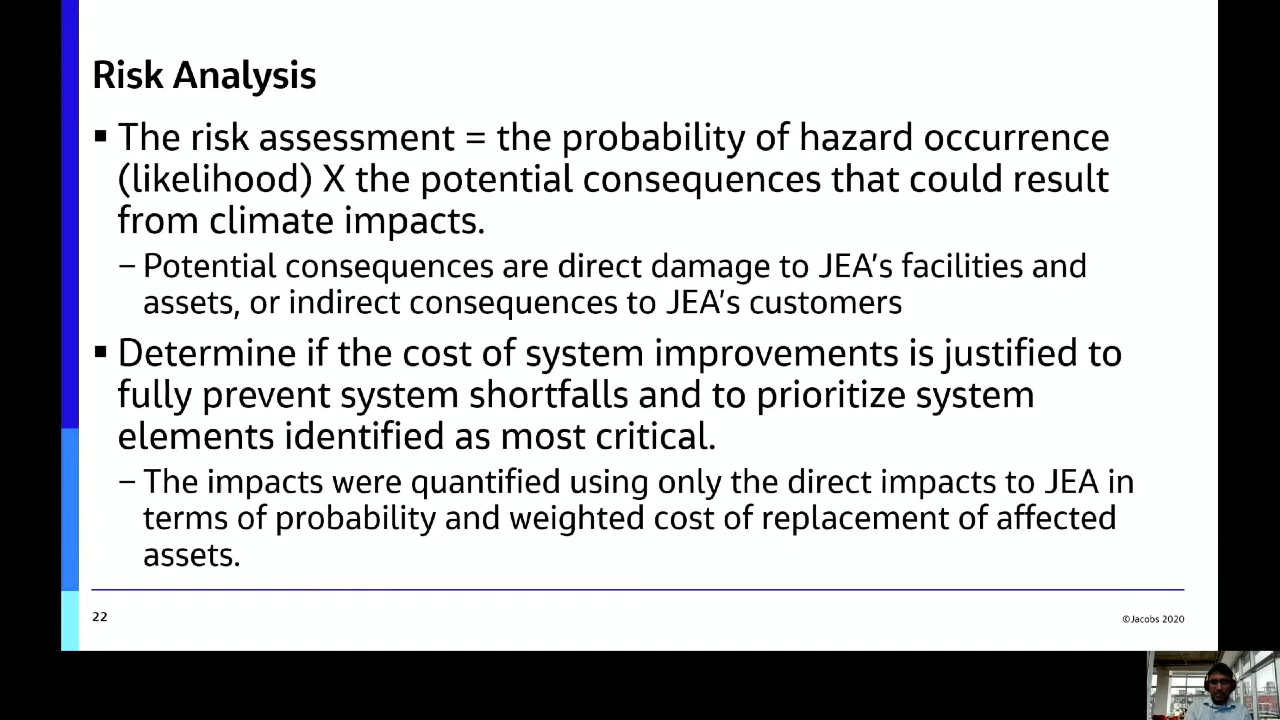 Risk Analysis
▪ The risk assessment = the probability of hazard occurrence
(likelihood) X the potential consequences that could result
from climate impacts.
– Potential consequences are direct damage to JEA’s facilities and
assets, or indirect consequences to JEA’s customers
▪ Determine if the cost of system improvements is justified to
fully prevent system shortfalls and to prioritize system
elements identified as most critical.
– The impacts were quantified using only the direct impacts to JEA in
terms of probability and weighted cost of replacement of affected
assets.
22
©Jacobs 2020